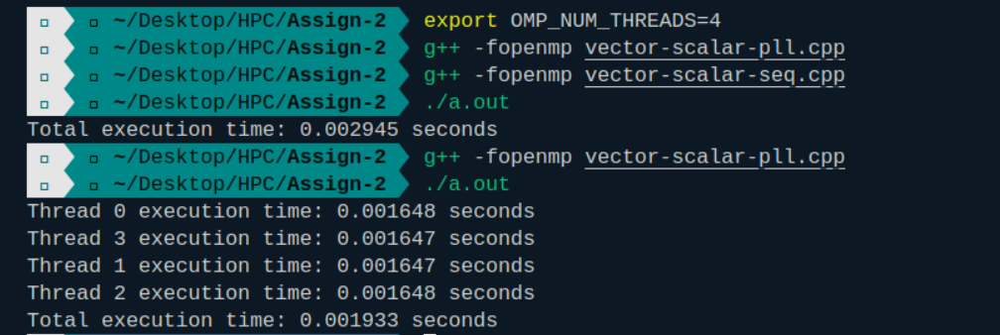 ~/Desktop/HPC/Assign-2 export OMP_NUM_THREADS=4
~/Desktop/HPC/Assign-2 g++ -fopenmp vector-scalar-pll.cpp
~/Desktop/HPC/Assign-2 g++ -fopenmp vector-scalar-seq.cpp
~/Desktop/HPC/Assign-2 ./a.out
Total execution time: 0.002945 seconds
~/Desktop/HPC/Assign-2 g++ -fopenmp vector-scalar-pll.cpp
~/Desktop/HPC/Assign-2 ./a.out
Thread 0 execution time: 0.001648 seconds
Thread 3 execution time: 0.001647 seconds
Thread 1 execution time: 0.001647 seconds
Thread 2 execution time: 0.001648 seconds
Total execution time: 0.001933 seconds